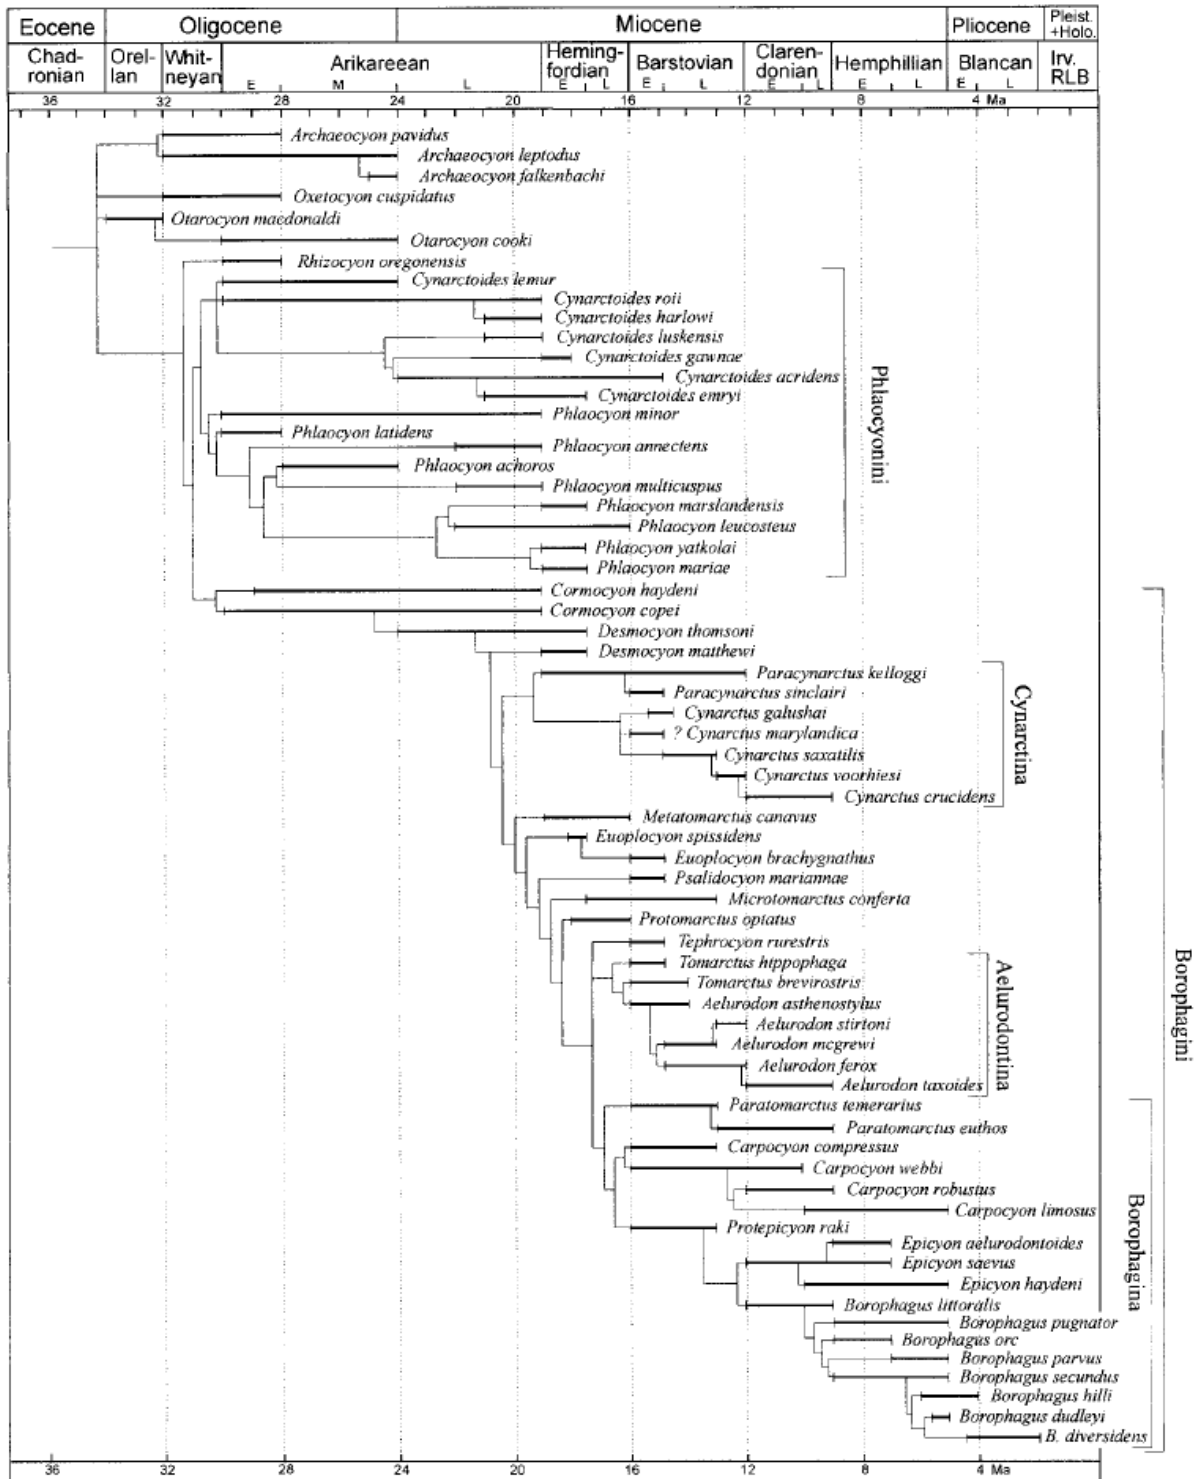 Eocene Oligocene Miocene Pliocene Pleist. +Holo.
Chad-ronian Orel-lan Whit-neyan Arikareean Heming-fordian Barstovian Claren-donian Hemphillian Blancan Irv. RLB
E M L E L E L E L E L E L
36 32 28 24 20 16 12 8 4 Ma
Archaeocyon pavidus
Archaeocyon leptodus
Archaeocyon falkenbachi
Oxetocyon cuspidatus
Otarocyon macdonaldi
Otarocyon cooki
Rhizocyon oregonensis
Cynarctoides lemur
Cynarctoides roii
Cynarctoides harlowi
Cynarctoides luskensis
Cynarctoides gawnae
Cynarctoides acridens
Cynarctoides emryi
Phlaocyon minor
Phlaocyon latidens
Phlaocyon annectens
Phlaocyon achoros
Phlaocyon multicuspus
Phlaocyon marslandensis
Phlaocyon leucosteus
Phlaocyon yatkolai
Phlaocyon mariae
Phlaocyonini
Cormocyon haydeni
Cormocyon copei
Desmocyon thomsoni
Desmocyon matthewi
Paracynarctus kelloggi
Paracynarctus sinclairi
Cynarctus galushai
? Cynarctus marylandica
Cynarctus saxatilis
Cynarctus voorhiesi
Cynarctus crucidens
Cynarctina
Metatomarctus canavus
Euoplocyon spissidens
Euoplocyon brachygnathus
Psalidocyon mariannae
Microtomarctus conferta
Protomarctus optatus
Tephrocyon rurestris
Tomarctus hippophaga
Tomarctus brevirostris
Aelurodon asthenostylus
Aelurodon stirtoni
Aelurodon mcgrewi
Aelurodon ferox
Aelurodon taxoides
Aelurodontina
Borophagini
Paratomarctus temerarius
Paratomarctus euthos
Carpocyon compressus
Carpocyon webbi
Carpocyon robustus
Carpocyon limosus
Protepicyon raki
Epicyon aelurodontoides
Epicyon saevus
Epicyon haydeni
Borophagus littoralis
Borophagus pugnator
Borophagus orc
Borophagus parvus
Borophagus secundus
Borophagus hilli
Borophagus dudleyi
B. diversidens
Borophagina
36 32 28 24 20 16 12 8 4 Ma